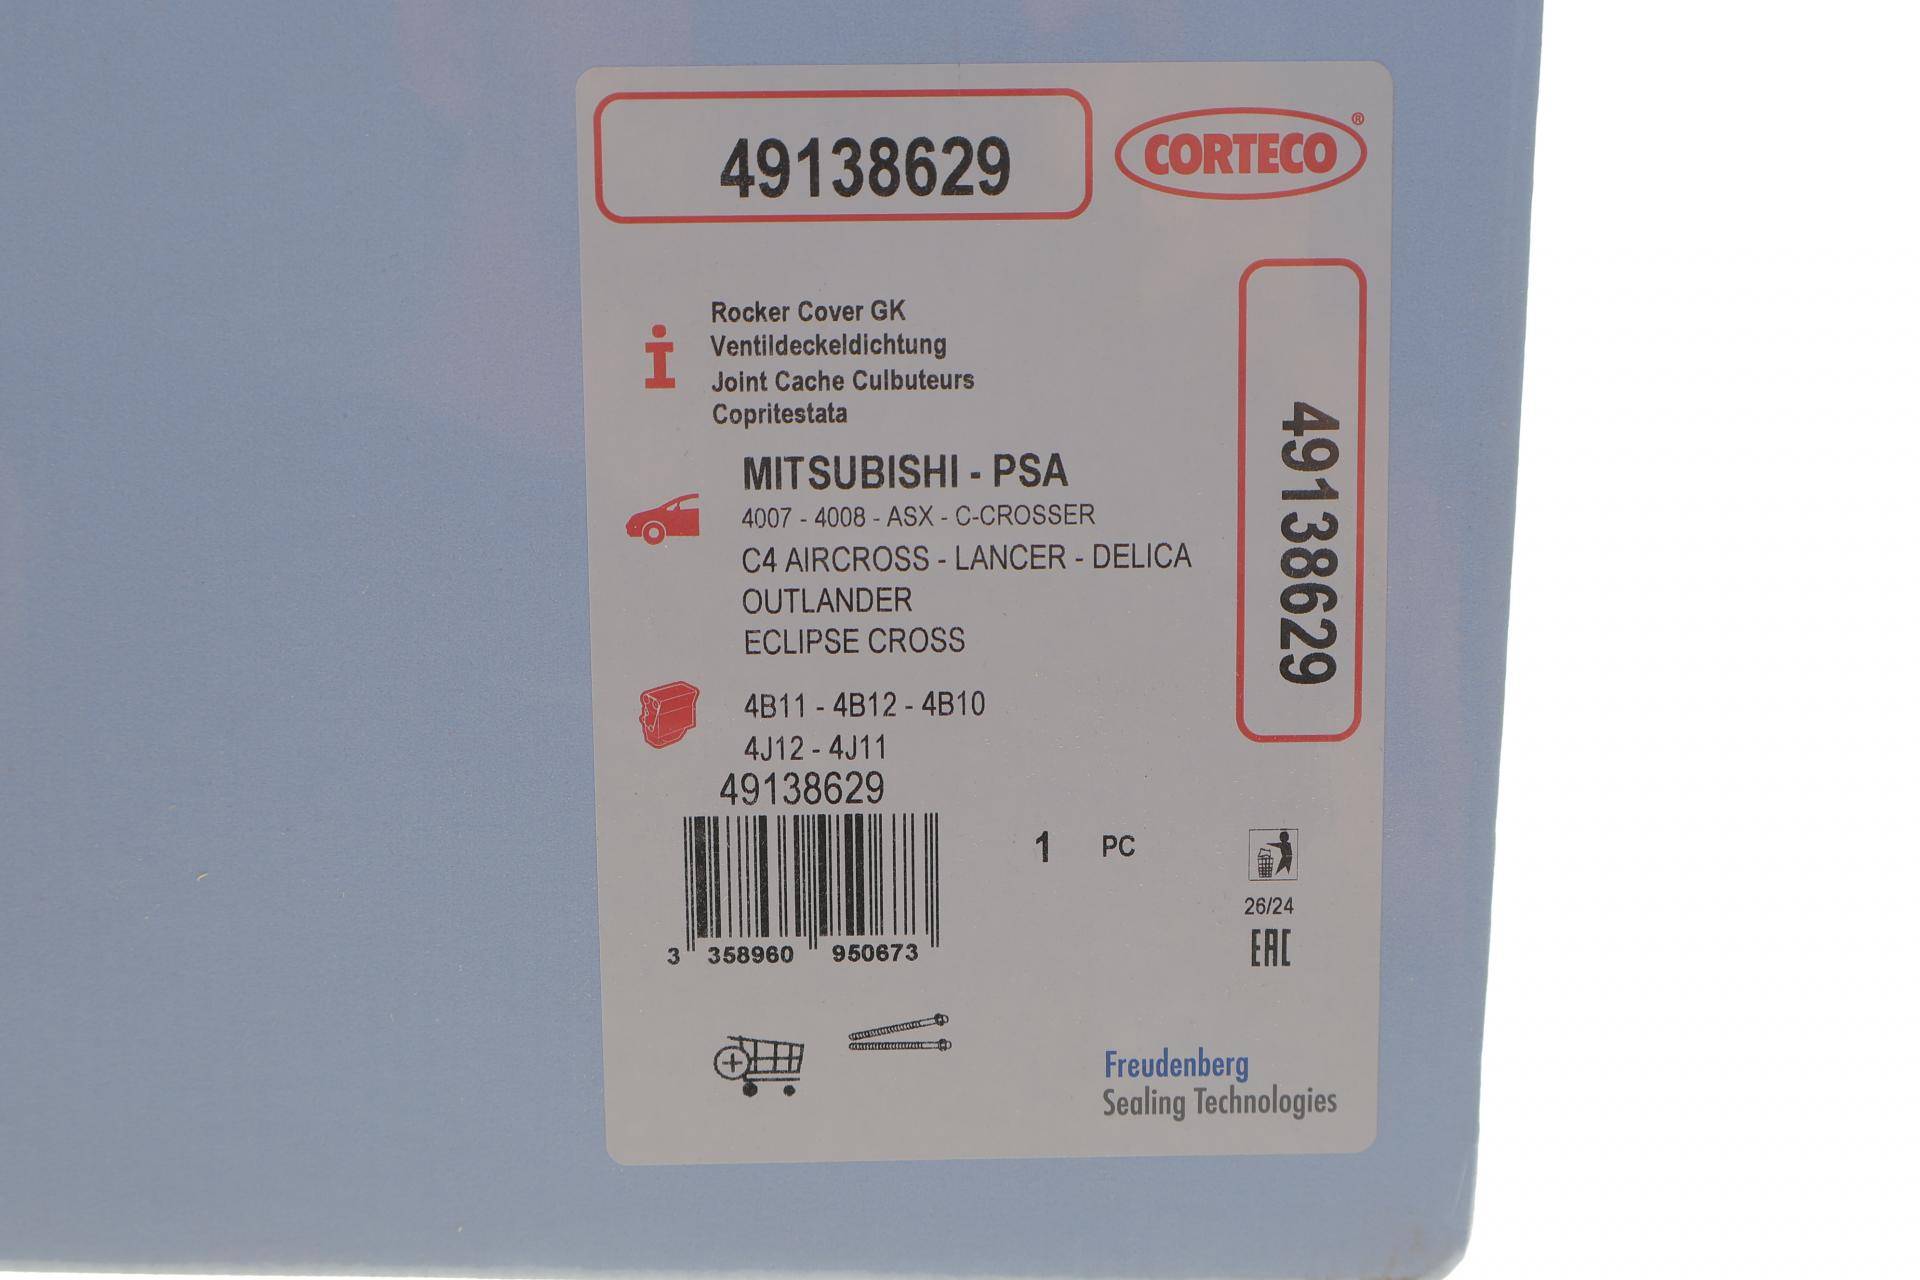 49138629
CORTECO®
Rocker Cover GK
Ventildeckeldichtung
Joint Cache Culbuteurs
Copritestata
MITSUBISHI - PSA
4007 - 4008 - ASX - C-CROSSER
C4 AIRCROSS - LANCER - DELICA
OUTLANDER
ECLIPSE CROSS
49138629
4B11 - 4B12 - 4B10
4J12 - 4J11
49138629
3 358960 950673
1 PC
26/24
EAC
Freudenberg
Sealing Technologies